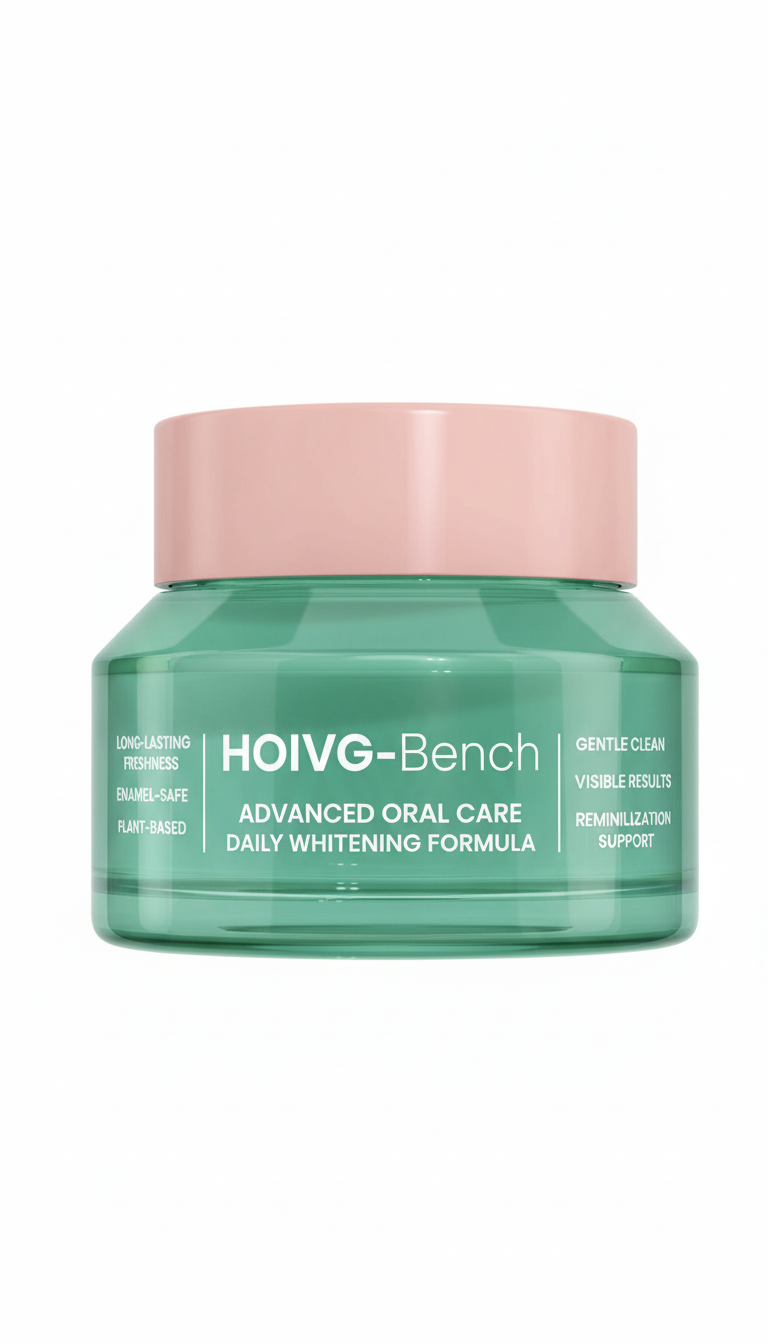 LONG-LASTING
FRESHNESS
ENAMEL-SAFE
PLANT-BASED
HOIVG-Bench
ADVANCED ORAL CARE
DAILY WHITENING FORMULA
GENTLE CLEAN
VISIBLE RESULTS
REMINILIZATION
SUPPORT